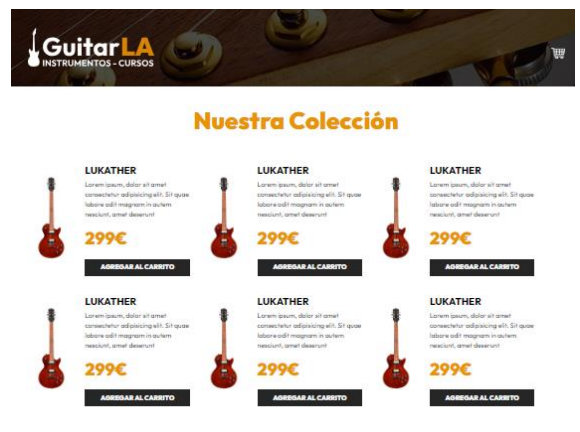 GuitarLA
INSTRUMENTOS - CURSOS
Nuestra Colección
LUKATHER
Lorem ipsum, dolor sit amet
consectetur adipisicing elit. Sit quae
labore odit magnam in autem
nesciunt, amet deserunt
299€
AGREGAR AL CARRITO
LUKATHER
Lorem ipsum, dolor sit amet
consectetur adipisicing elit. Sit quae
labore odit magnam in autem
nesciunt, amet deserunt
299€
AGREGAR AL CARRITO
LUKATHER
Lorem ipsum, dolor sit amet
consectetur adipisicing elit. Sit quae
labore odit magnam in autem
nesciunt, amet deserunt
299€
AGREGAR AL CARRITO
LUKATHER
Lorem ipsum, dolor sit amet
consectetur adipisicing elit. Sit quae
labore odit magnam in autem
nesciunt, amet deserunt
299€
AGREGAR AL CARRITO
LUKATHER
Lorem ipsum, dolor sit amet
consectetur adipisicing elit. Sit quae
labore odit magnam in autem
nesciunt, amet deserunt
299€
AGREGAR AL CARRITO
LUKATHER
Lorem ipsum, dolor sit amet
consectetur adipisicing elit. Sit quae
labore odit magnam in autem
nesciunt, amet deserunt
299€
AGREGAR AL CARRITO